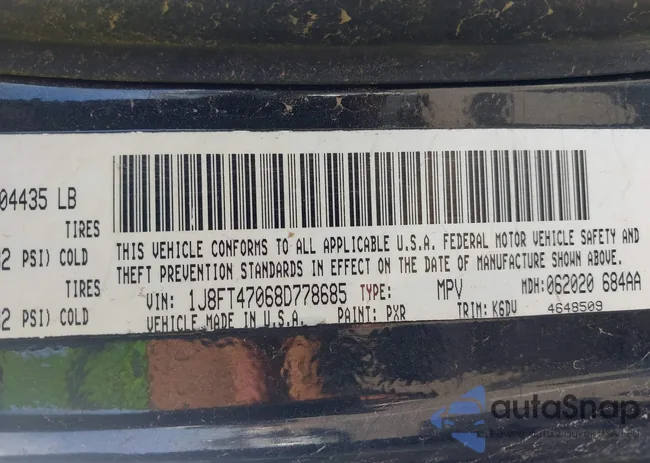 04435 LB
TIRES
2 PSI) COLD
TIRES
2 PSI) COLD
THIS VEHICLE CONFORMS TO ALL APPLICABLE U.S.A. FEDERAL MOTOR VEHICLE SAFETY AND
THEFT PREVENTION STANDARDS IN EFFECT ON THE DATE OF MANUFACTURE SHOWN ABOVE.
VIN: 1J8FT47068D778685 TYPE: MPV MDH: 062020 684AA
VEHICLE MADE IN U.S.A. PAINT: PXR TRIM: K6DV 4648509
autoSnap